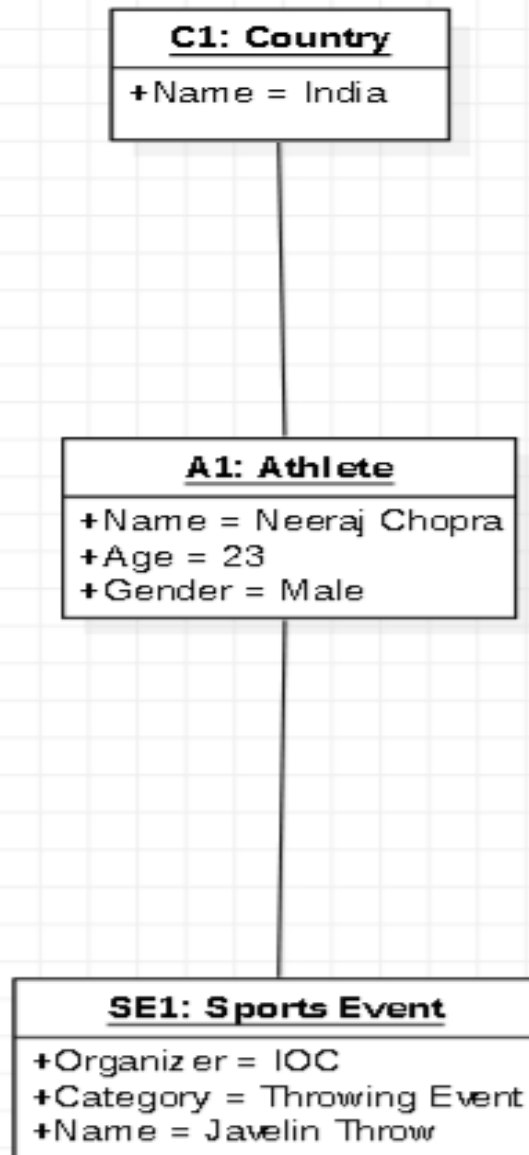 C1: Country
+Name = India
A1: Athlete
+Name = Neeraj Chopra
+Age = 23
+Gender = Male
SE1: Sports Event
+Organizer = IOC
+Category = Throwing Event
+Name = Javelin Throw